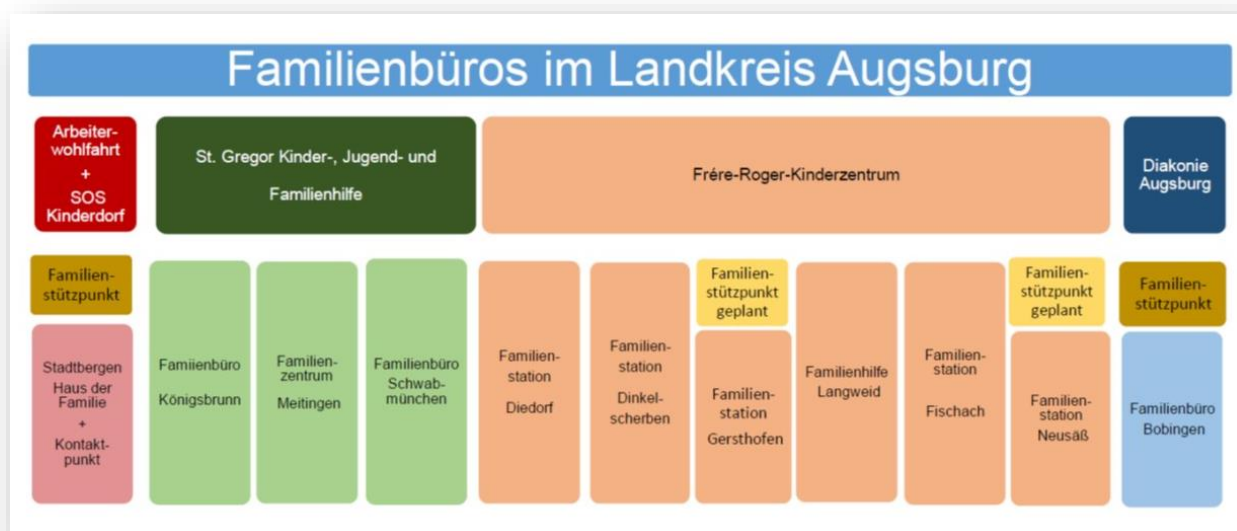 Familienbüros im Landkreis Augsburg
Arbeiter-
wohlfahrt
+
SOS
Kinderdorf
St. Gregor Kinder-, Jugend- und
Familienhilfe
Frére-Roger-Kinderzentrum
Diakonie
Augsburg
Familien-
stützpunkt
Stadtbergen
Haus der
Familie
+
Kontakt-
punkt
Famiienbüro
Königsbrunn
Familien-
zentrum
Meitingen
Familienbüro
Schwab-
münchen
Familien-
station
Diedorf
Familien-
station
Dinkel-
scherben
Familien-
stützpunkt
geplant
Familien-
station
Gersthofen
Familienhilfe
Langweid
Familien-
station
Fischach
Familien-
stützpunkt
geplant
Familien-
station
Neusäß
Familien-
stützpunkt
Familienbüro
Bobingen